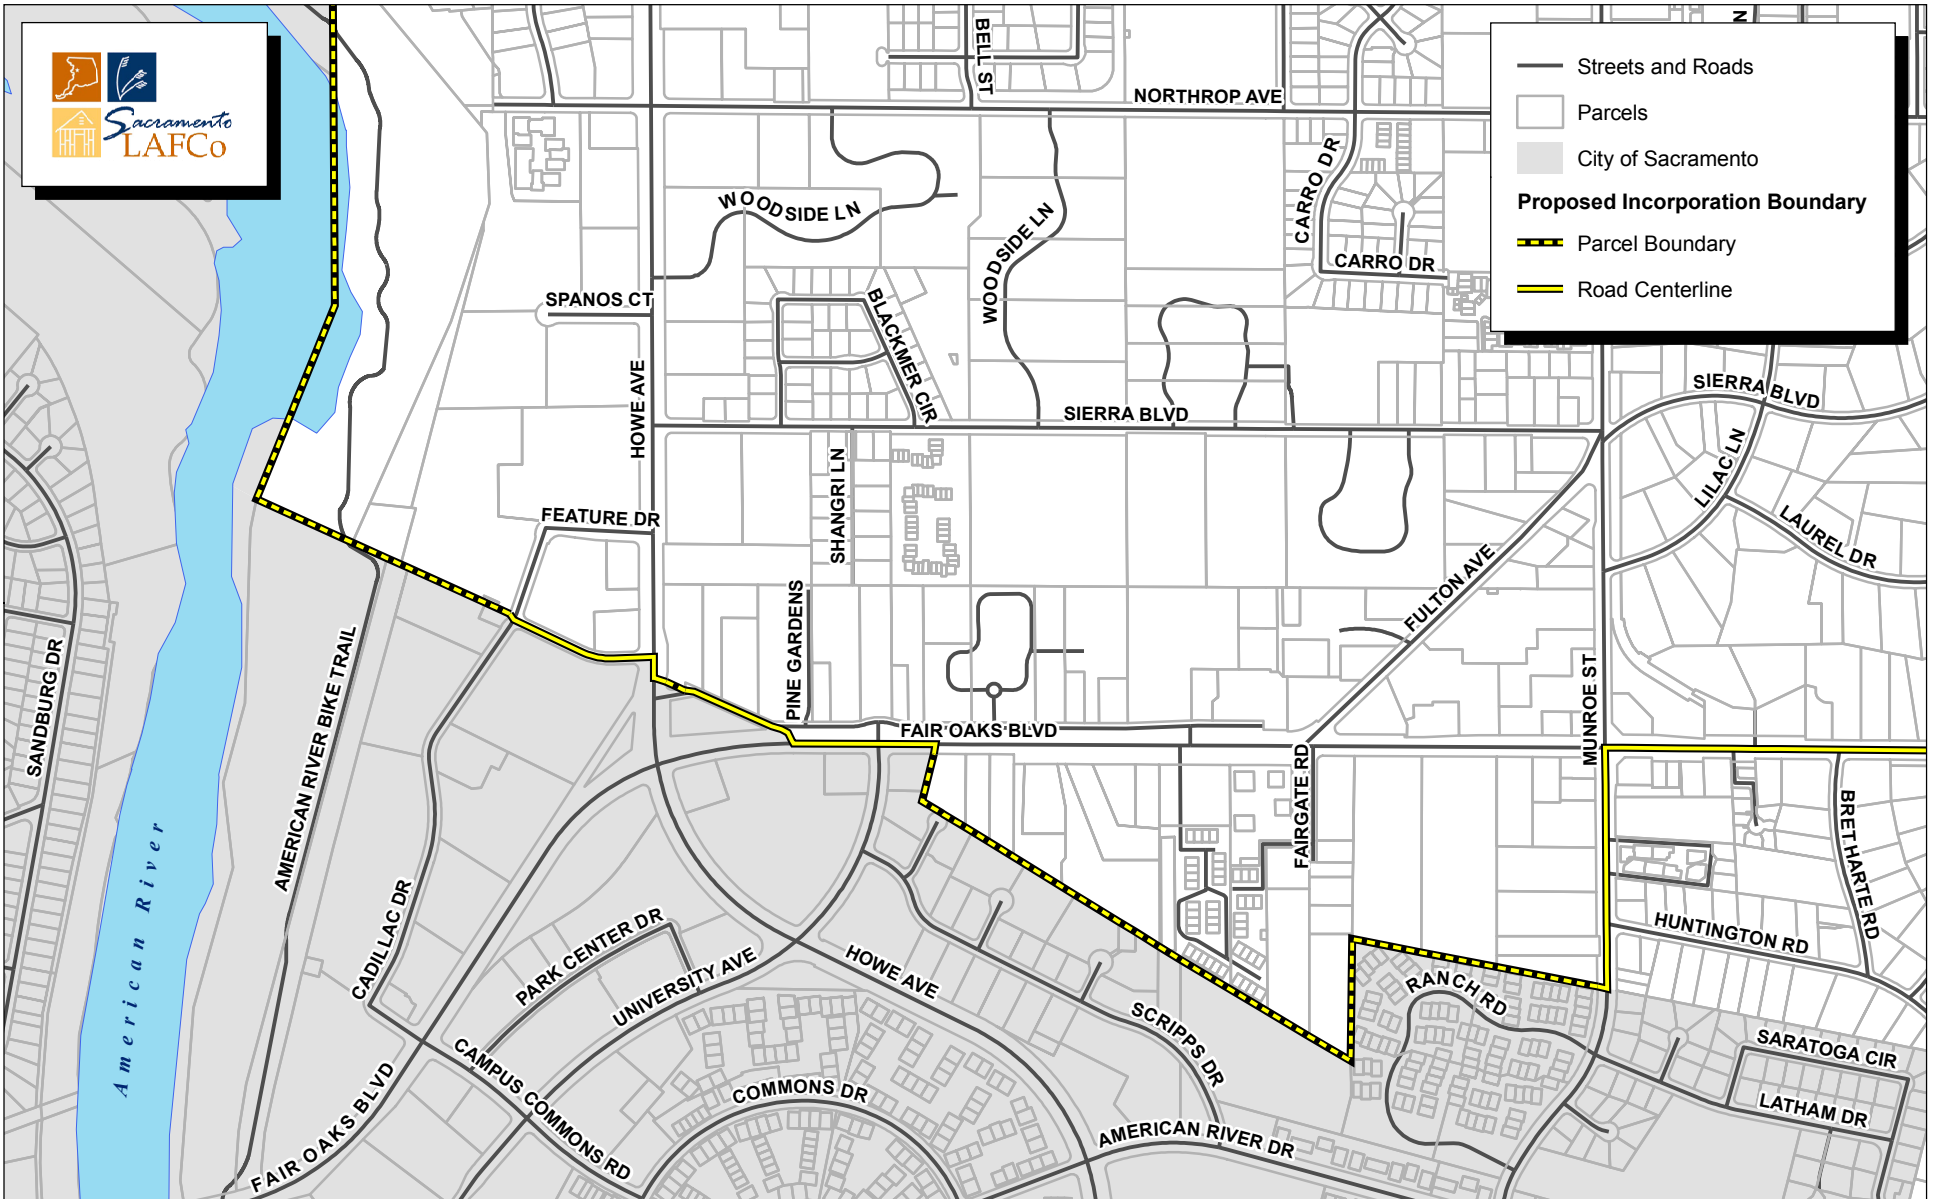 Sacramento
LAFCo
Streets and Roads
Parcels
City of Sacramento
Proposed Incorporation Boundary
Parcel Boundary
Road Centerline
N
BELL ST
NORTHROP AVE
CARRO DR
CARRO DR
WOODSIDE LN
WOODSIDE LN
SPANOS CT
BLACKMER CIR
HOWE AVE
SIERRA BLVD
SIERRA BLVD
LILAC LN
LAUREL DR
SHANGRI LN
FEATURE DR
FULTON AVE
PINE GARDENS
MUNROE ST
SANDBURG DR
AMERICAN RIVER BIKE TRAIL
FAIR OAKS BLVD
FAIRGATE RD
BRET HARTE RD
American River
CADILLAC DR
PARK CENTER DR
UNIVERSITY AVE
HOWE AVE
HUNTINGTON RD
RANCH RD
SCRIPPS DR
SARATOGA CIR
LATHAM DR
CAMPUS COMMONS RD
COMMONS DR
AMERICAN RIVER DR
FAIR OAKS BLVD